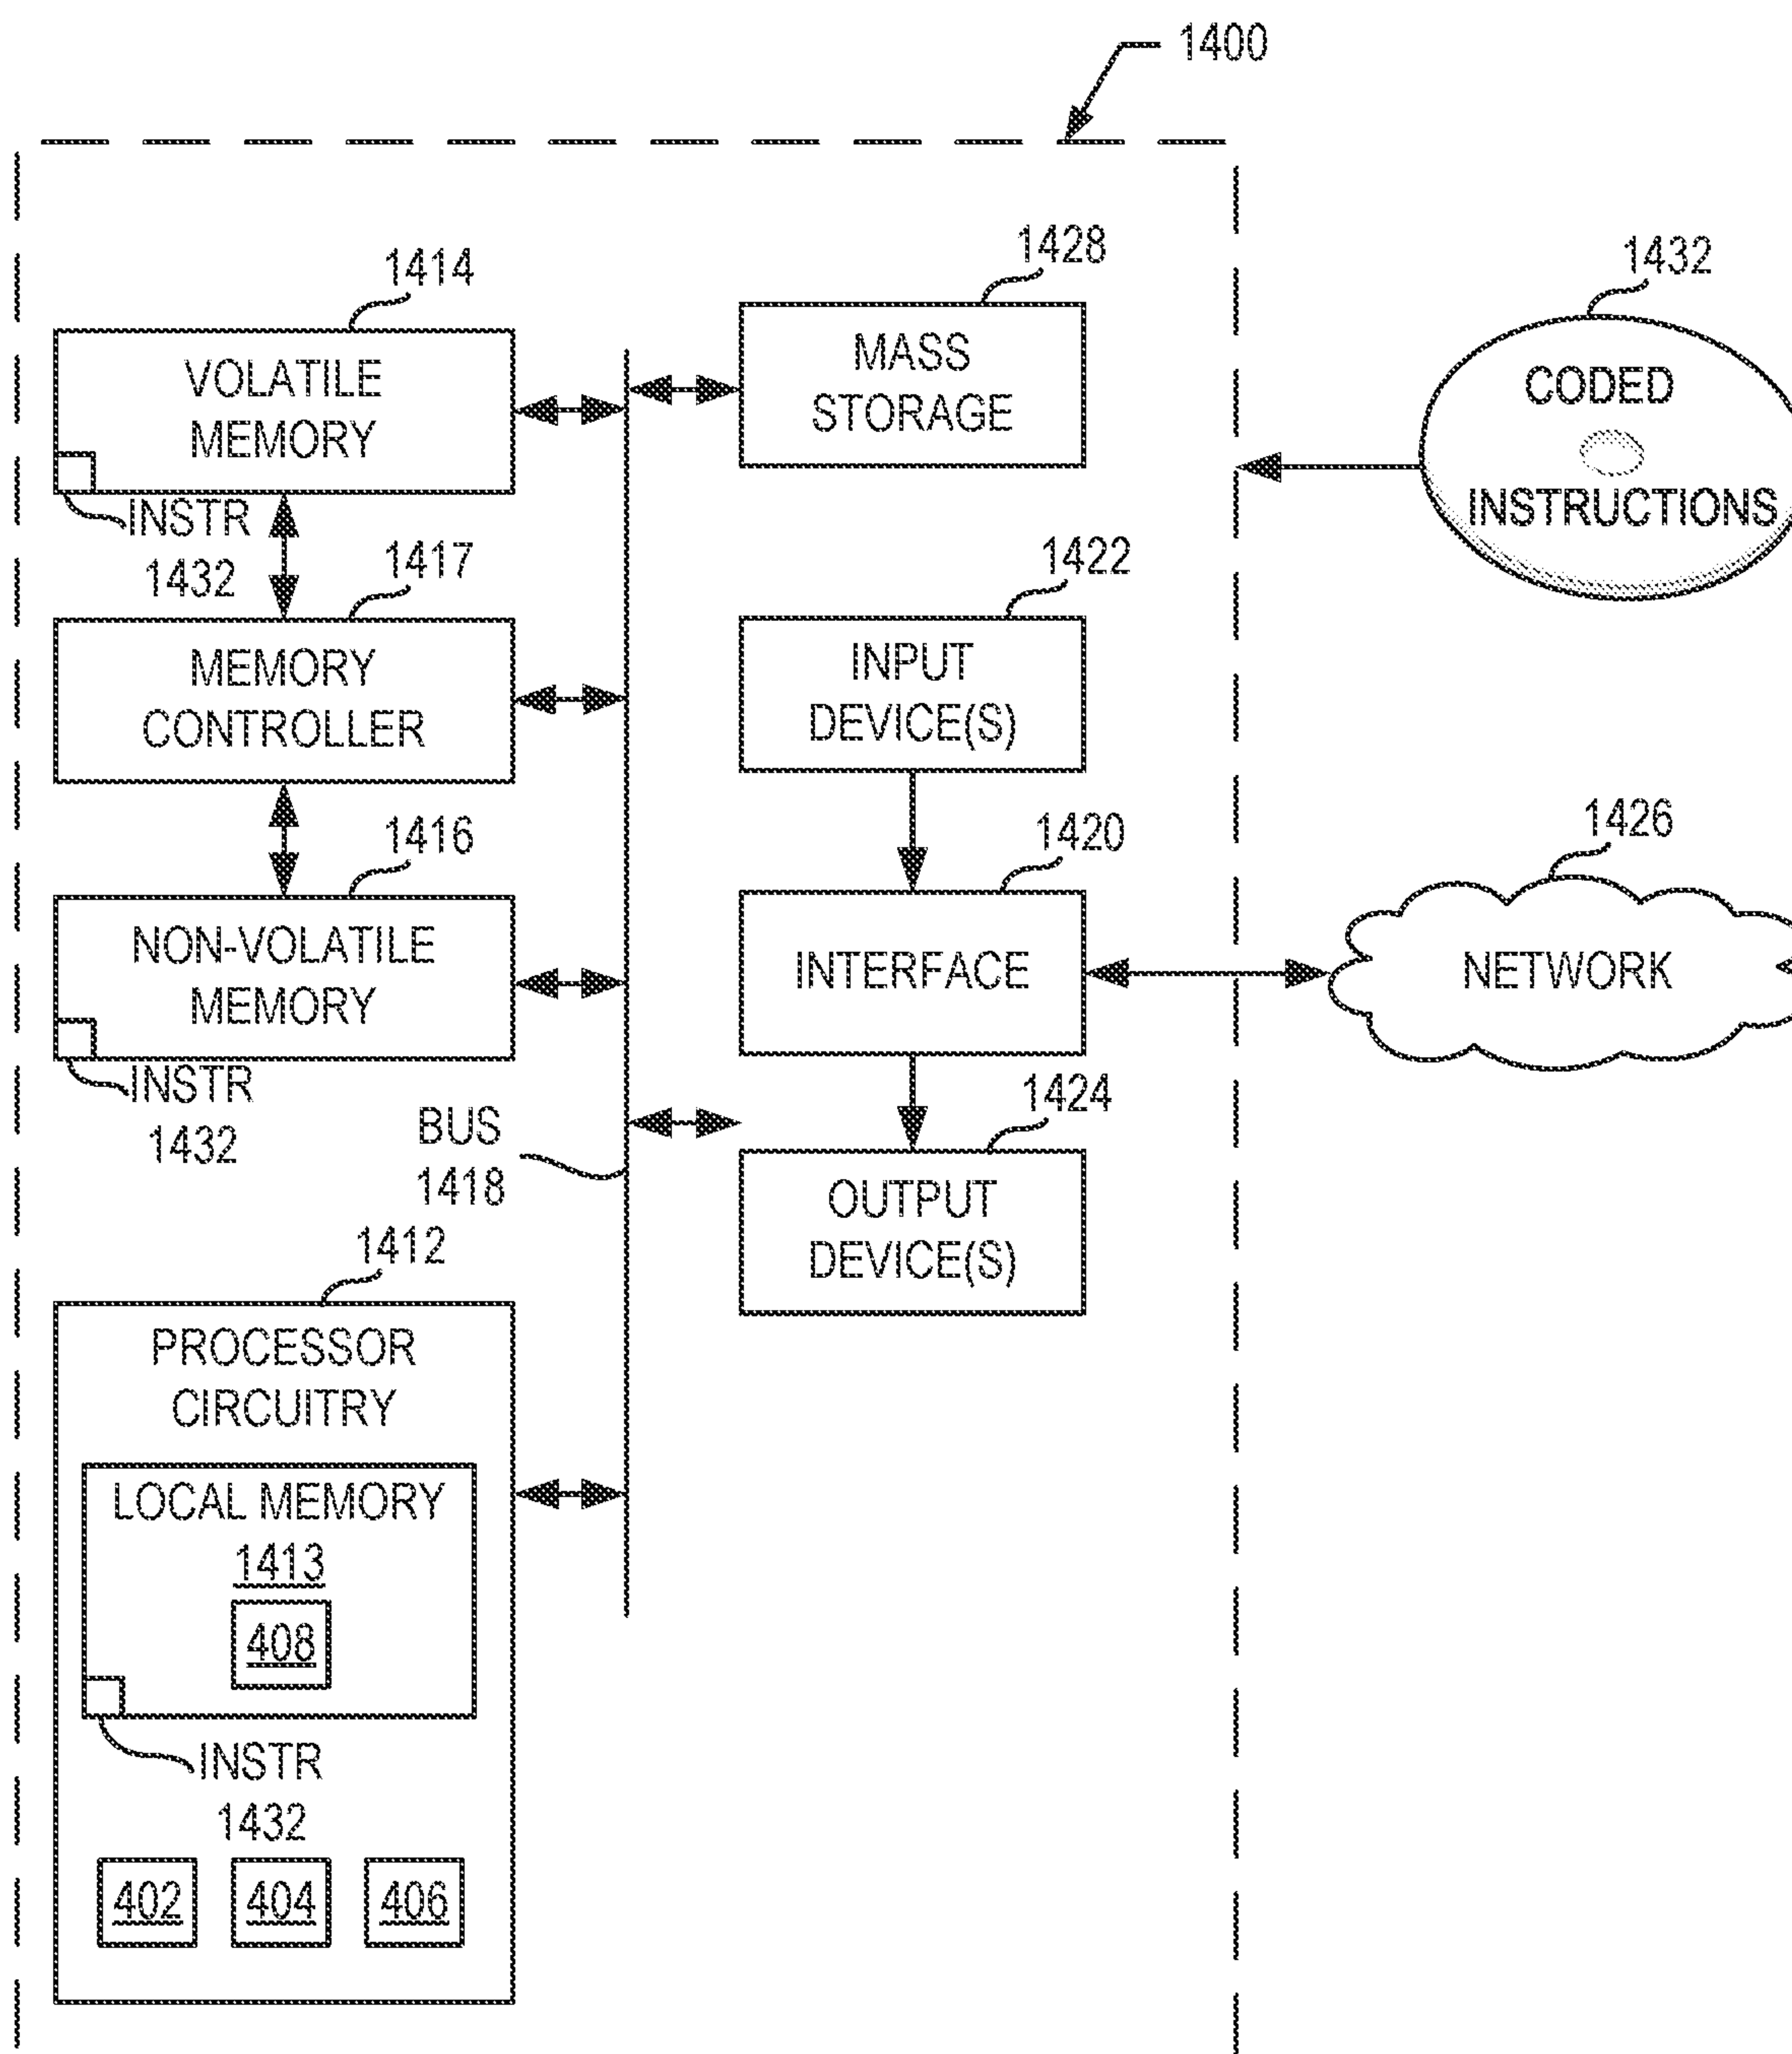 1400
1414
VOLATILE
MEMORY
INSTR
1432
1417
MEMORY
CONTROLLER
1416
NON-VOLATILE
MEMORY
INSTR
1432
BUS
1418
1412
PROCESSOR
CIRCUITRY
LOCAL MEMORY
1413
408
INSTR
1432
402
404
406
1428
MASS
STORAGE
1422
INPUT
DEVICE(S)
1420
INTERFACE
1424
OUTPUT
DEVICE(S)
1432
CODED
INSTRUCTIONS
1426
NETWORK